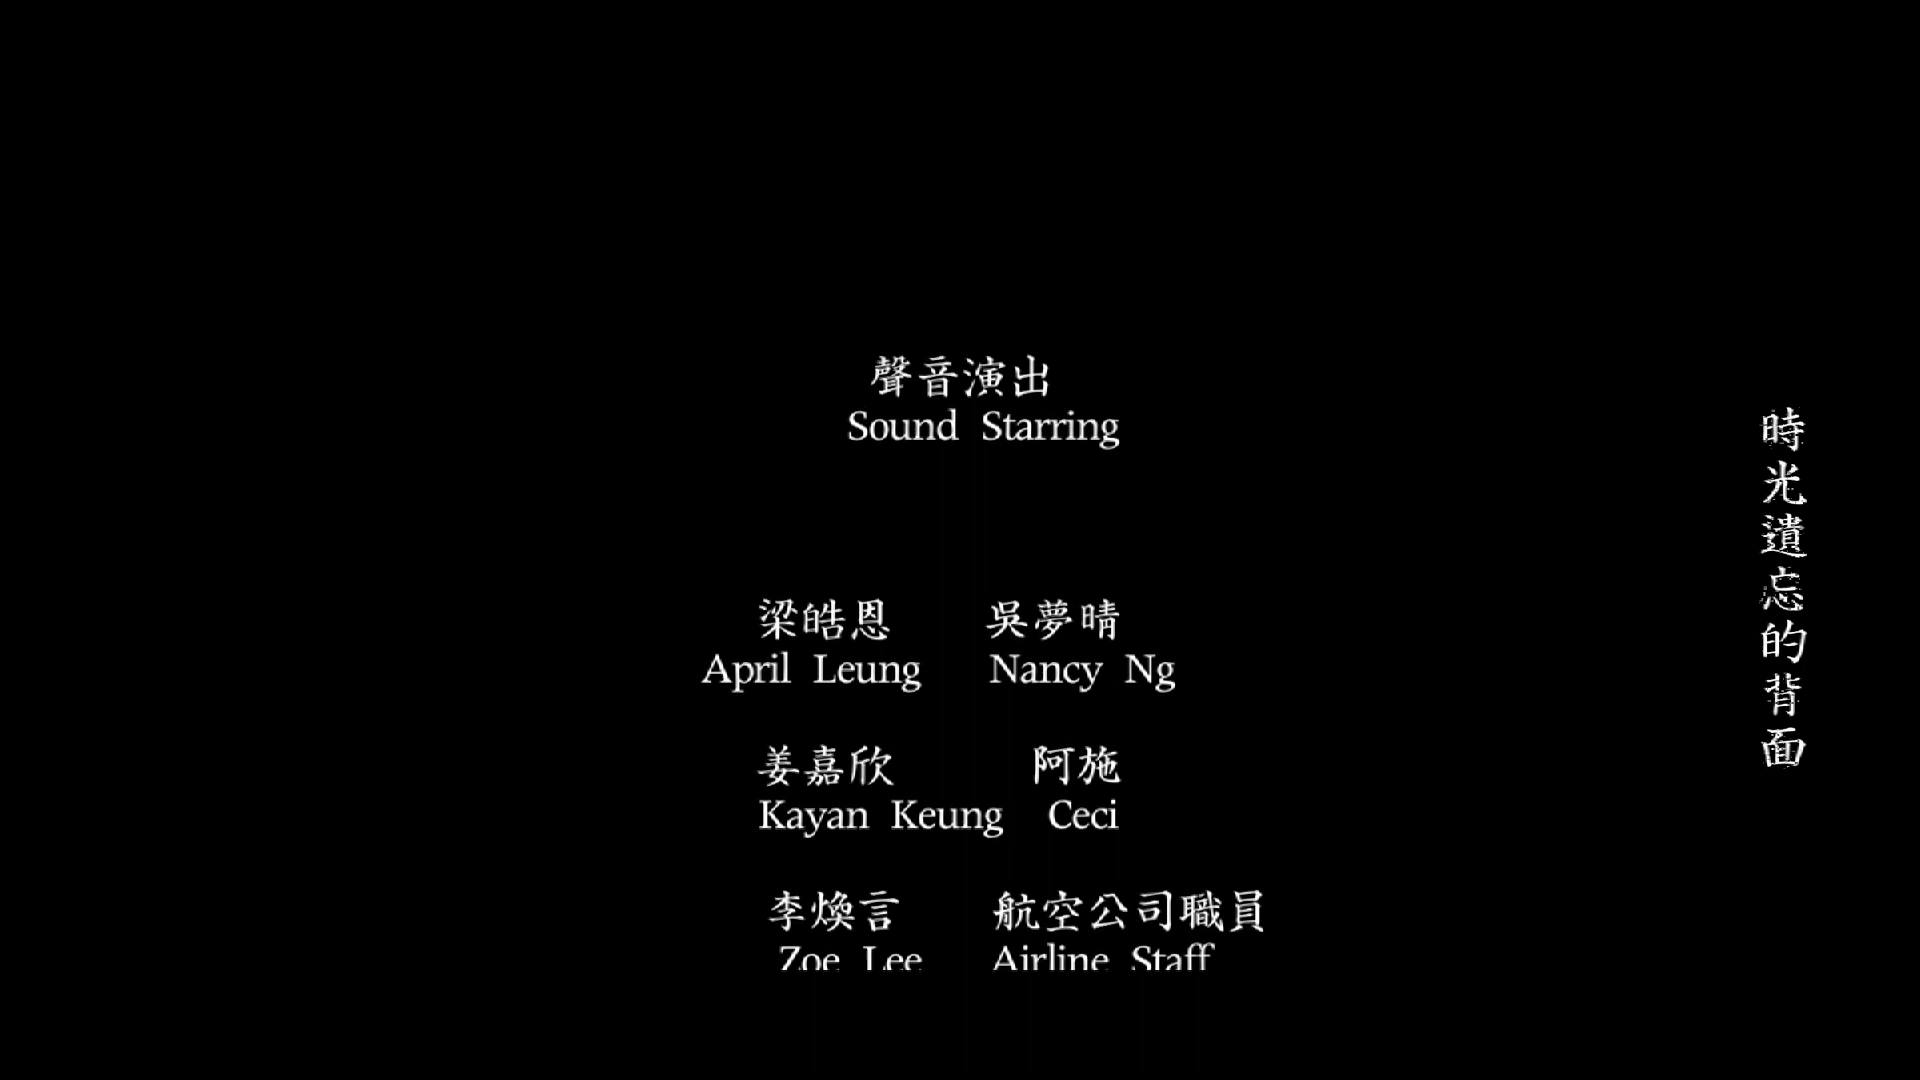 聲音演出
Sound Starring
梁皓恩 吳夢晴
April Leung Nancy Ng
姜嘉欣 阿施
Kayan Keung Ceci
李煥言 航空公司職員
Zoe Lee Airline Staff
時光遺忘的背面